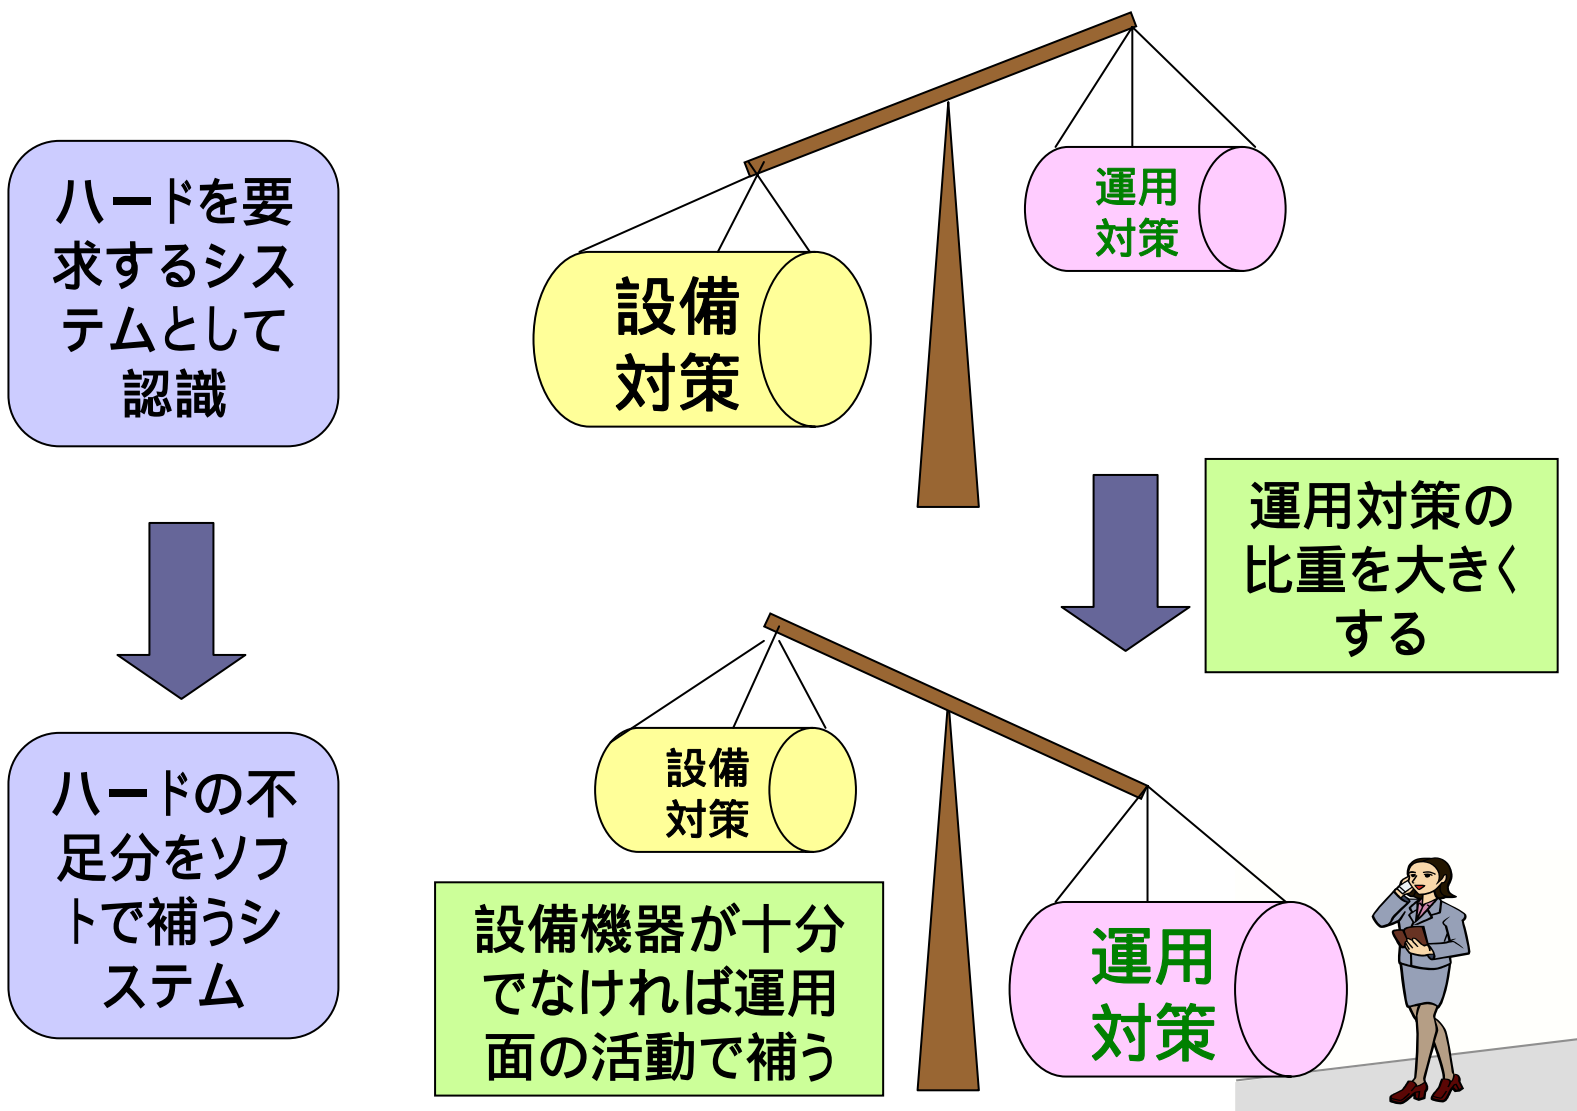 ハードを要
求するシス
テムとして
認識
設備
対策
運用
対策
運用対策の
比重を大きく
する
ハードの不
足分をソフ
トで補うシ
ステム
設備
対策
設備機器が十分
でなければ運用
面の活動で補う
運用
対策